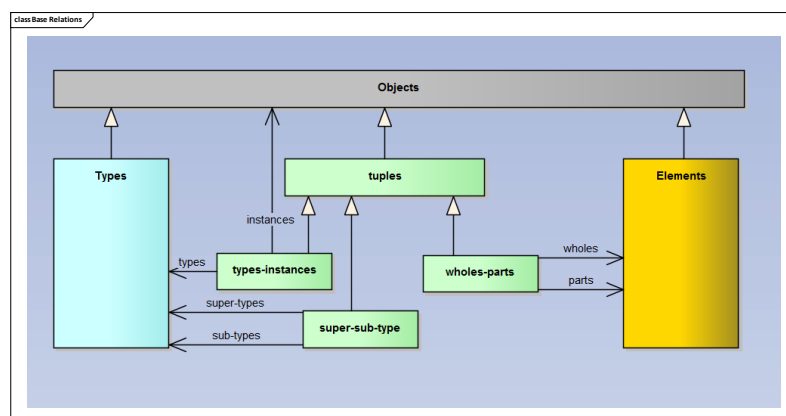 class Base Relations
Objects
Types
tuples
Elements
instances
wholes
types
types-instances
wholes-parts
parts
super-types
super-sub-type
sub-types